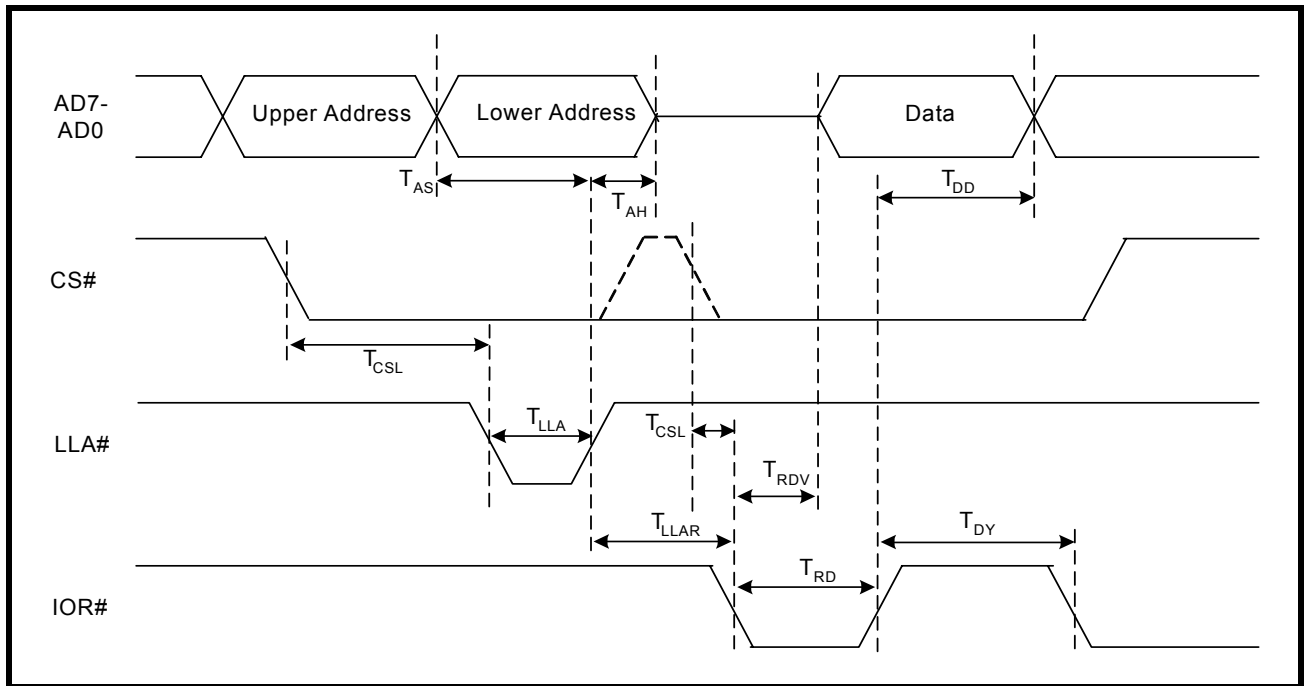 AD7-
AD0
Upper Address
Lower Address
Data
TAS
TAH
TDD
CS#
TCSL
LLA#
TLLA
TCSL
TRDV
TLLAR
TDY
TRD
IOR#